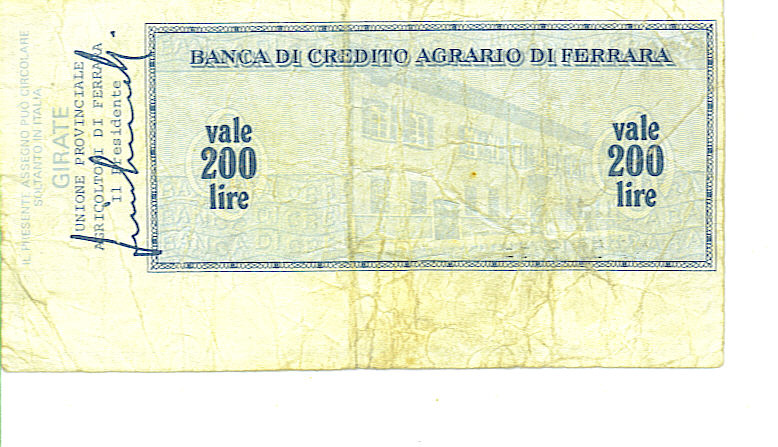 IL PRESENTE ASSEGNO PUÒ CIRCOLARE
SOLTANTO IN ITALIA
GIRATE
UNIONE PROVINCIALE
AGRICOLTORI DI FERRARA
Il Presidente
BANCA DI CREDITO AGRARIO DI FERRARA
vale
200
lire
vale
200
lire